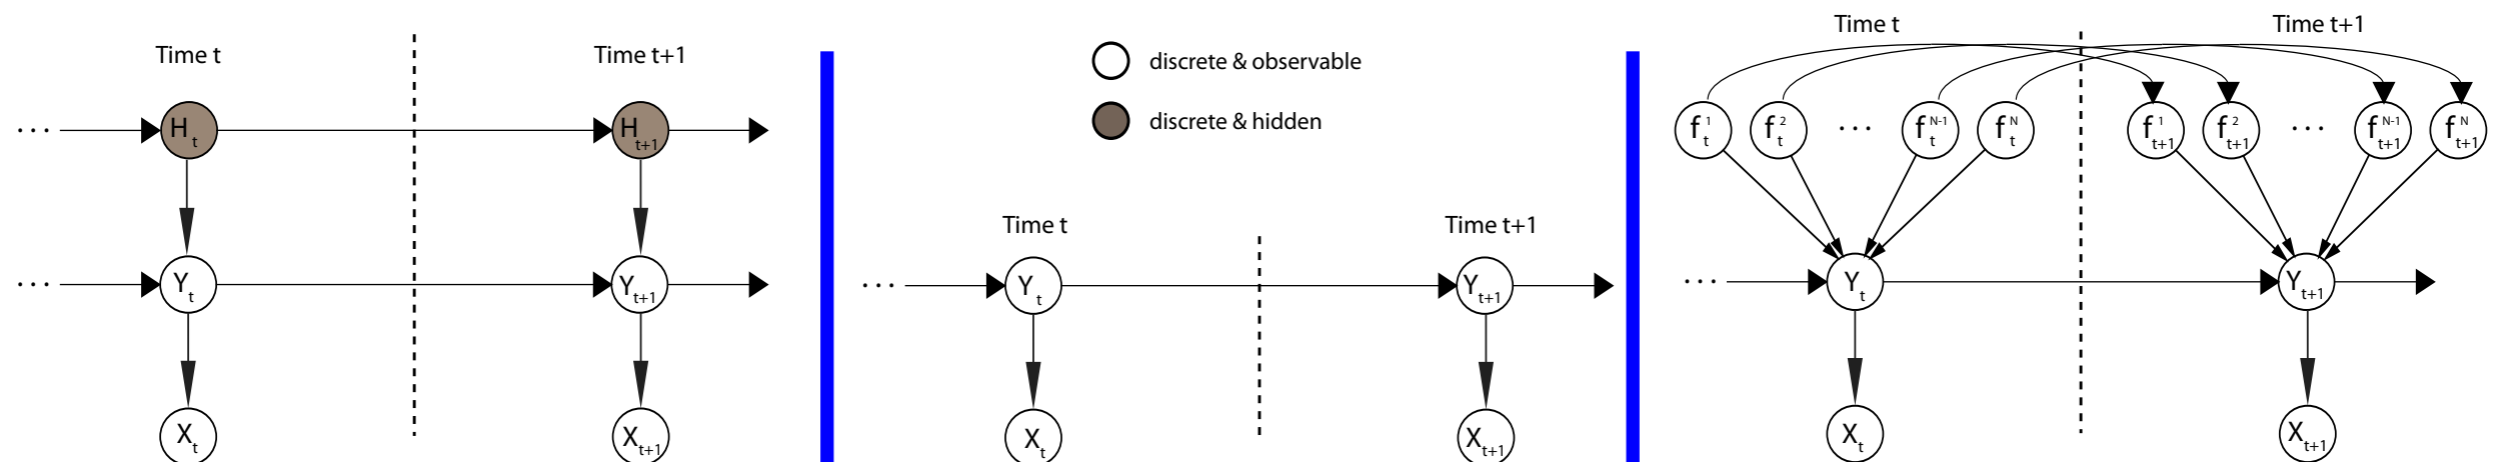 Time t
Time t+1
... H t
H t+1
... Y t
Y t+1
X t
X t+1
discrete & observable
discrete & hidden
Time t
Time t+1
... Y t
Y t+1
X t
X t+1
Time t
Time t+1
f 1 t
f 2 t
...
f N-1 t
f N t
f 1 t+1
f 2 t+1
...
f N-1 t+1
f N t+1
... Y t
Y t+1
X t
X t+1